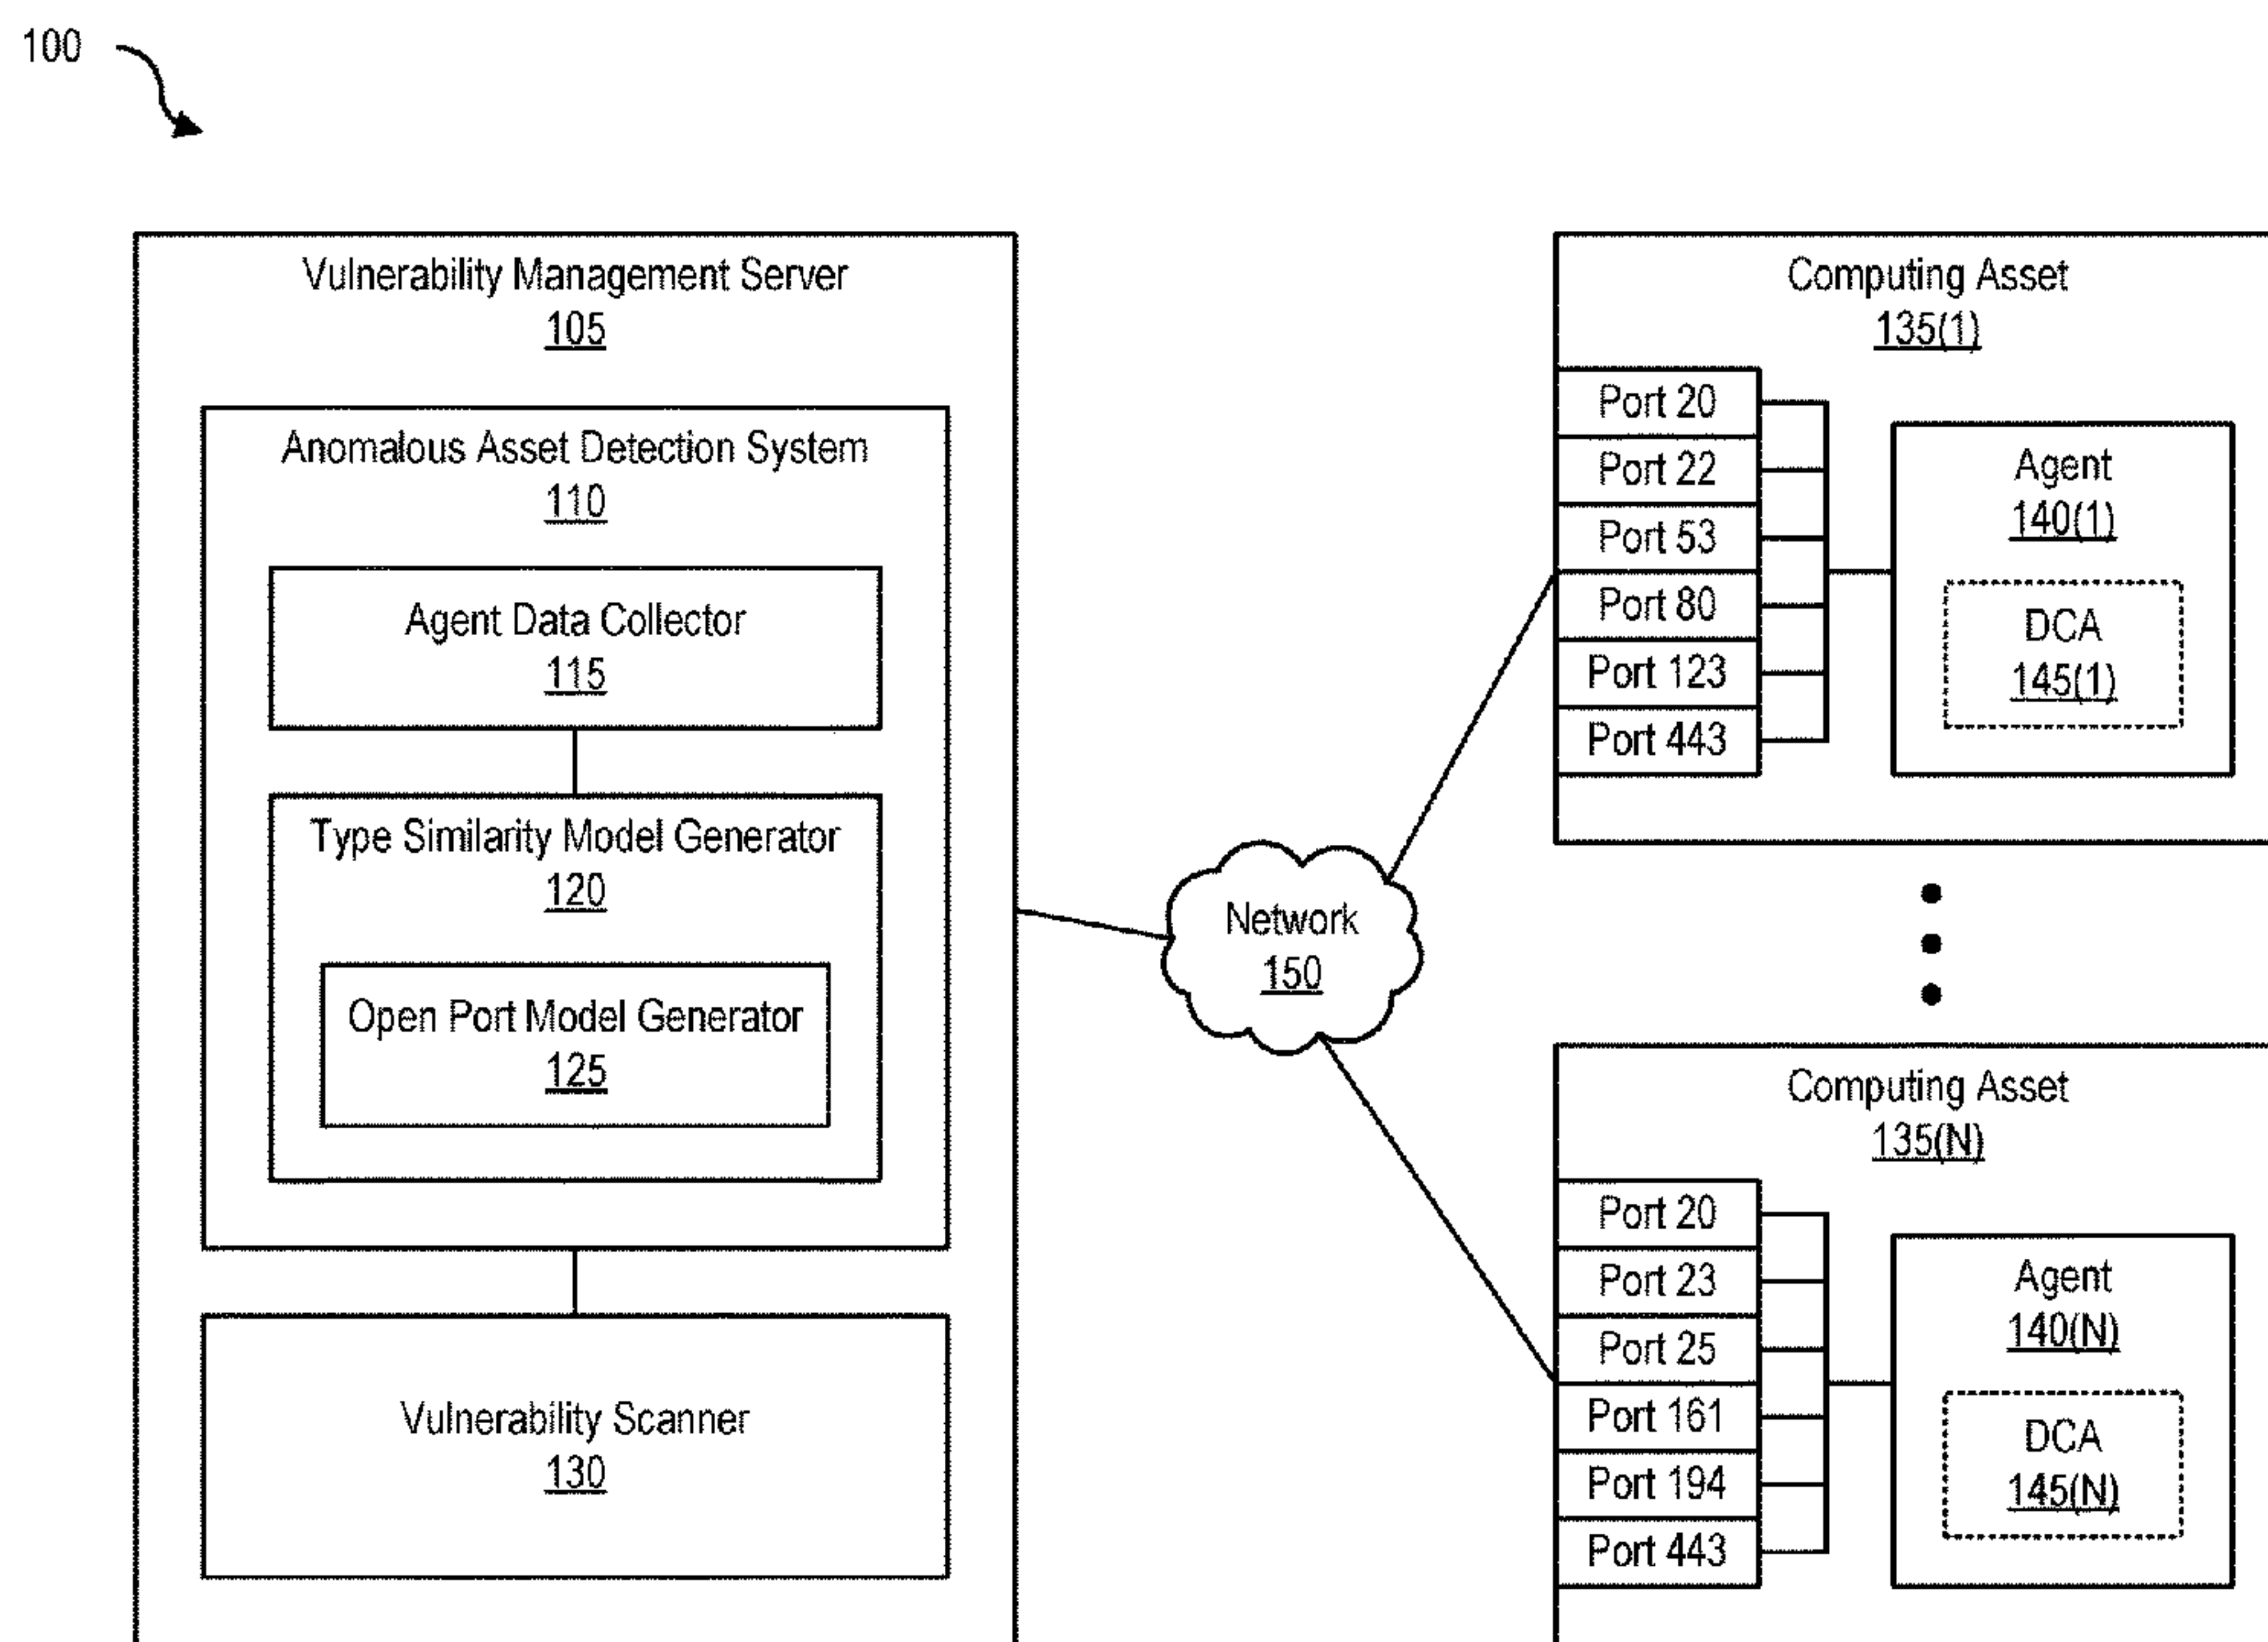 100
Vulnerability Management Server
105
Anomalous Asset Detection System
110
Agent Data Collector
115
Type Similarity Model Generator
120
Open Port Model Generator
125
Vulnerability Scanner
130
Network
150
Computing Asset
135(1)
Port 20
Port 22
Port 53
Port 80
Port 123
Port 443
Agent
140(1)
DCA
145(1)
Computing Asset
135(N)
Port 20
Port 23
Port 25
Port 161
Port 194
Port 443
Agent
140(N)
DCA
145(N)